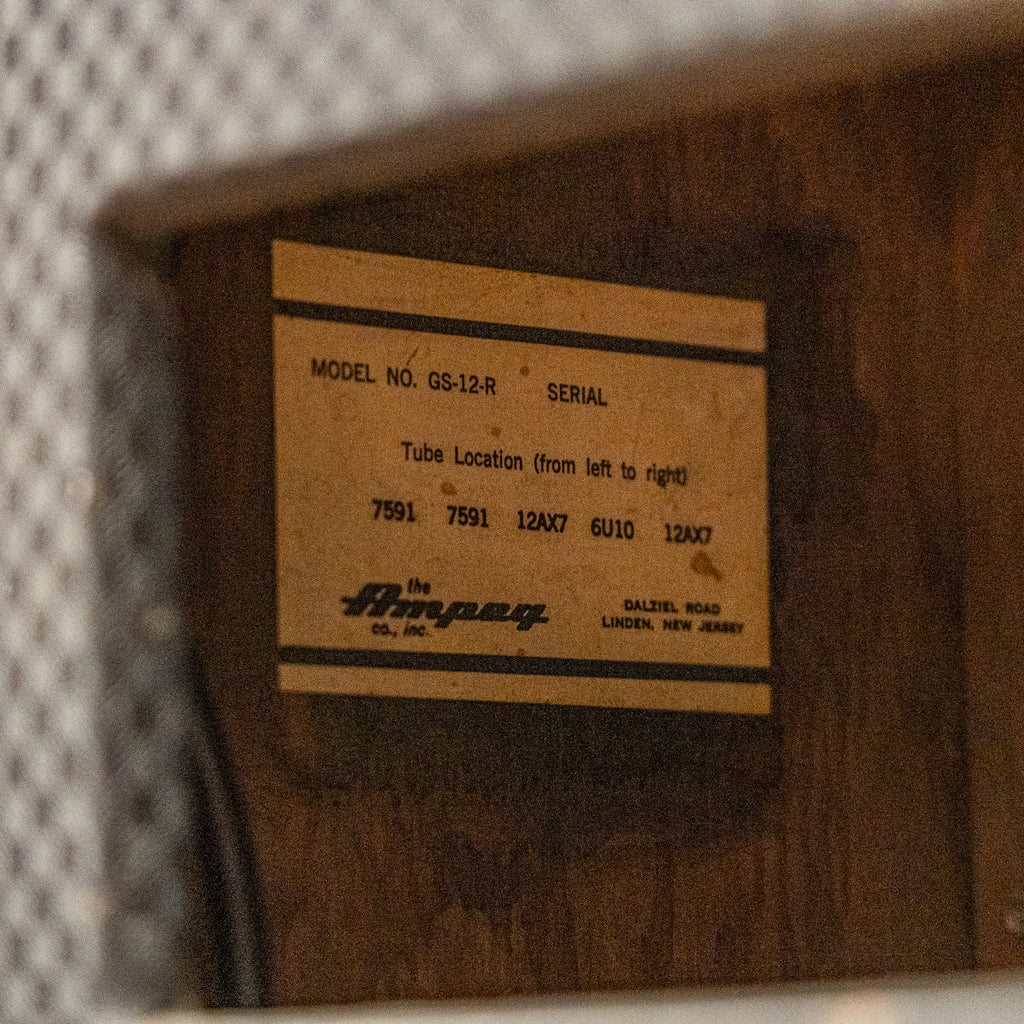 MODEL NO. GS-12-R SERIAL
Tube Location (from left to right)
7591 7591 12AX7 6U10 12AX7
the
Ampeg
co., inc.
DALZIEL ROAD
LINDEN, NEW JERSEY